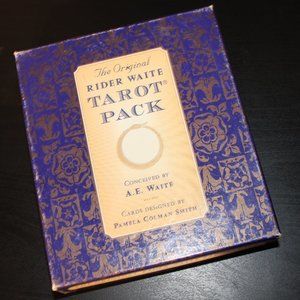 The Original
RIDER WAITE
TAROT®
PACK
CONCEIVED BY
A.E. WAITE
CARDS DESIGNED BY
PAMELA COLMAN SMITH